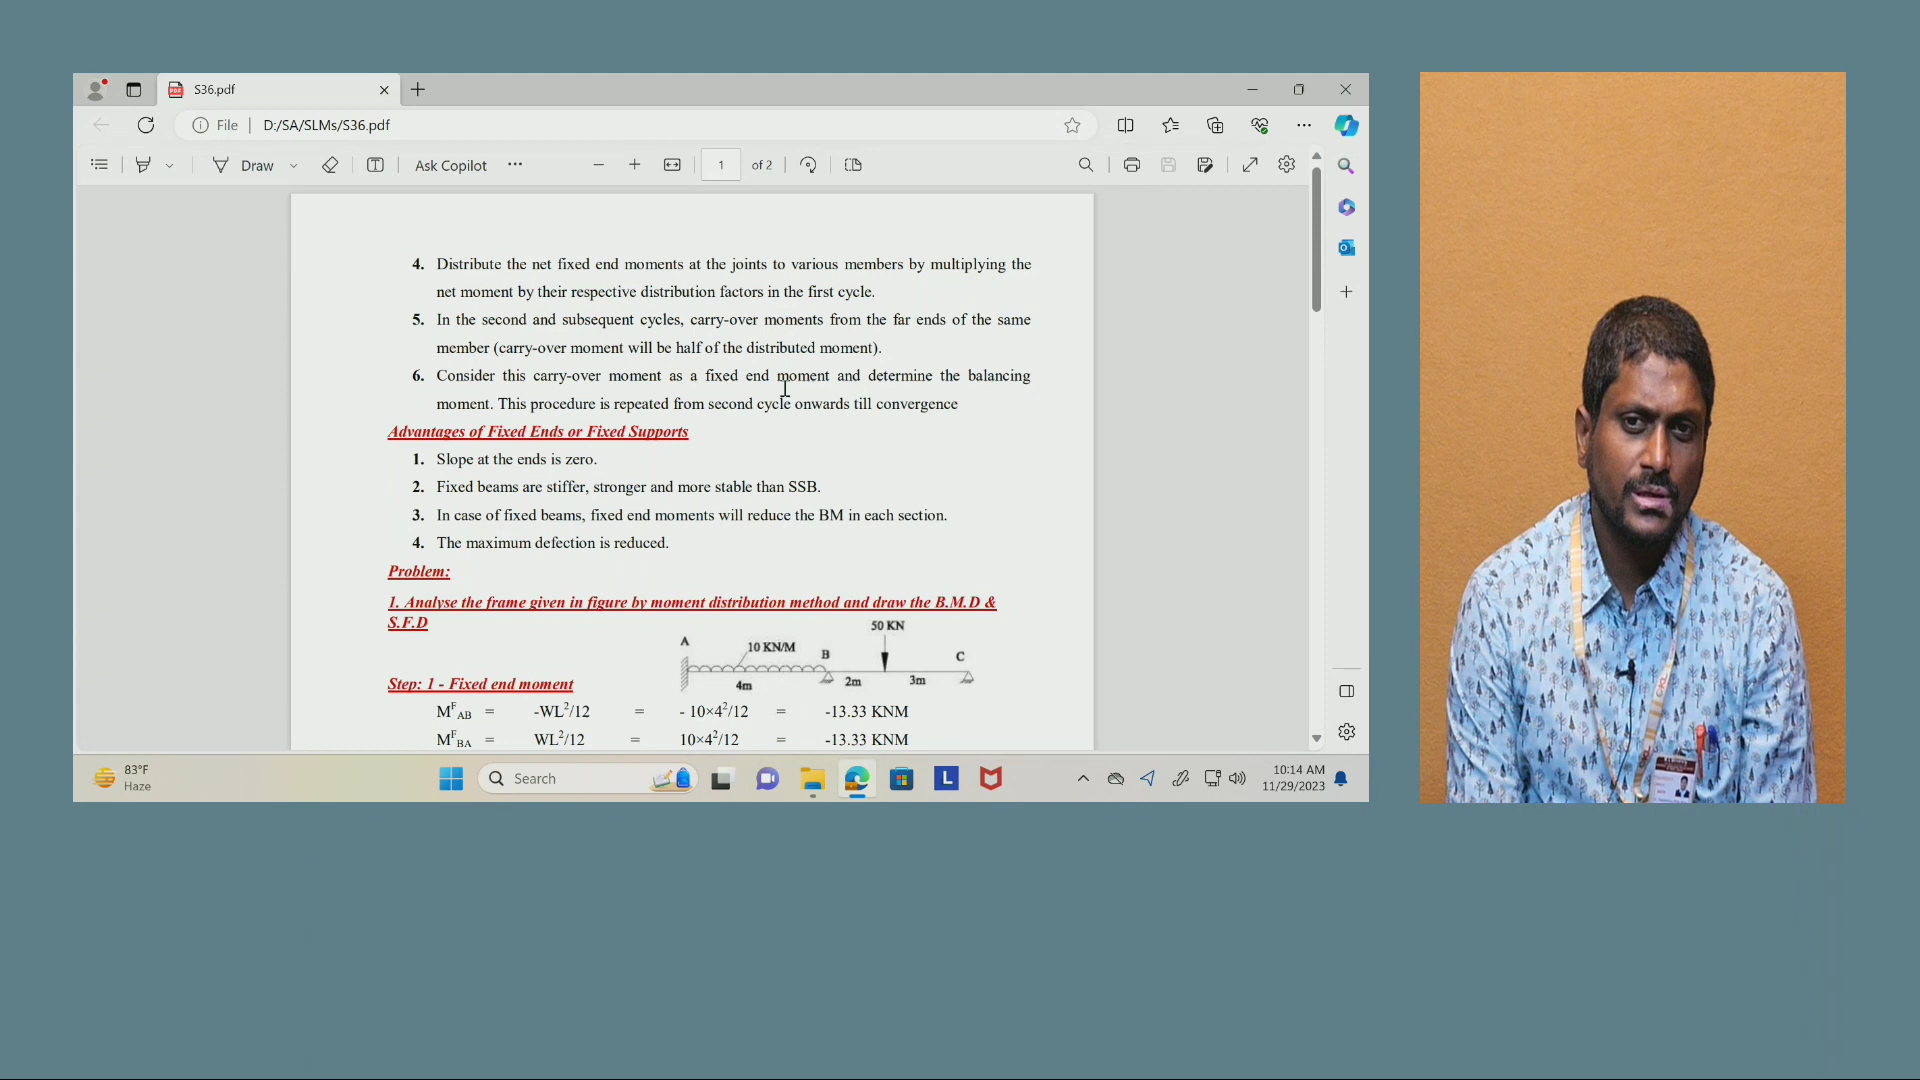 S36.pdf
File | D:/SA/SLMs/S36.pdf
Draw
Ask Copilot
1 of 2
4. Distribute the net fixed end moments at the joints to various members by multiplying the
net moment by their respective distribution factors in the first cycle.
5. In the second and subsequent cycles, carry-over moments from the far ends of the same
member (carry-over moment will be half of the distributed moment).
6. Consider this carry-over moment as a fixed end moment and determine the balancing
moment. This procedure is repeated from second cycle onwards till convergence
Advantages of Fixed Ends or Fixed Supports
1. Slope at the ends is zero.
2. Fixed beams are stiffer, stronger and more stable than SSB.
3. In case of fixed beams, fixed end moments will reduce the BM in each section.
4. The maximum defection is reduced.
Problem:
1. Analyse the frame given in figure by moment distribution method and draw the B.M.D &
S.F.D
50 KN
A
10 KN/M
B
C
4m
2m
3m
Step: 1 - Fixed end moment
M^F_AB = -WL²/12 = - 10×4²/12 = -13.33 KNM
M^F_BA = WL²/12 = 10×4²/12 = -13.33 KNM
83°F
Haze
Search
10:14 AM
11/29/2023